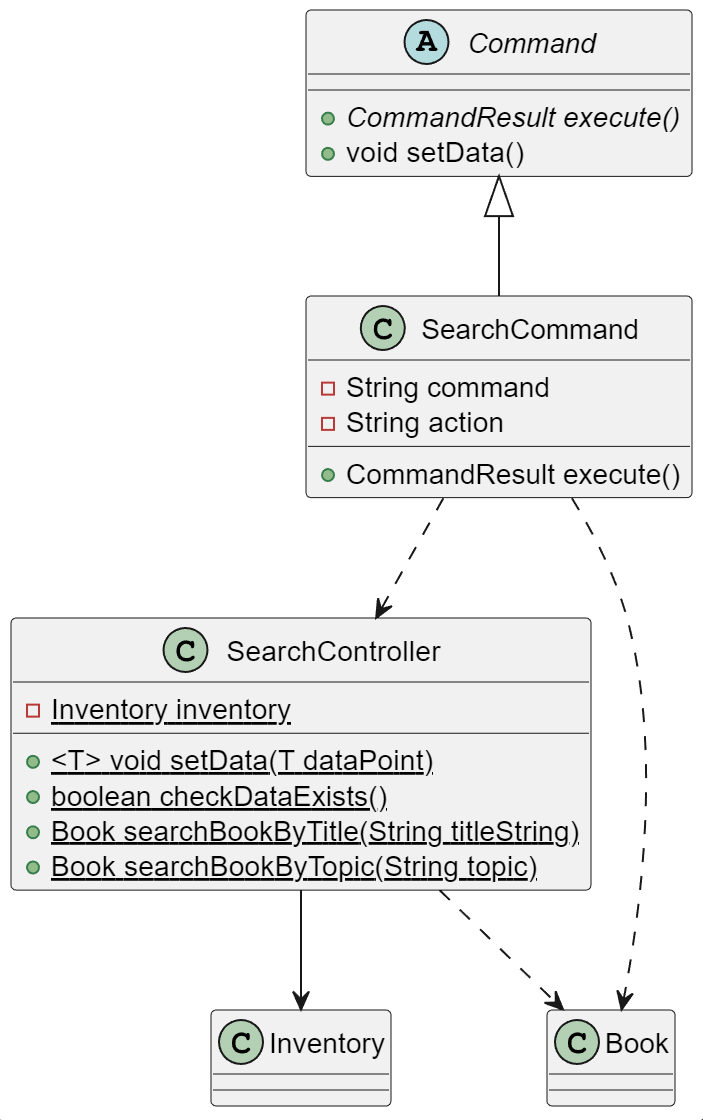 A Command
CommandResult execute()
void setData()
C SearchCommand
String command
String action
CommandResult execute()
C SearchController
Inventory inventory
<T> void setData(T dataPoint)
boolean checkDataExists()
Book searchBookByTitle(String titleString)
Book searchBookByTopic(String topic)
C Inventory
C Book